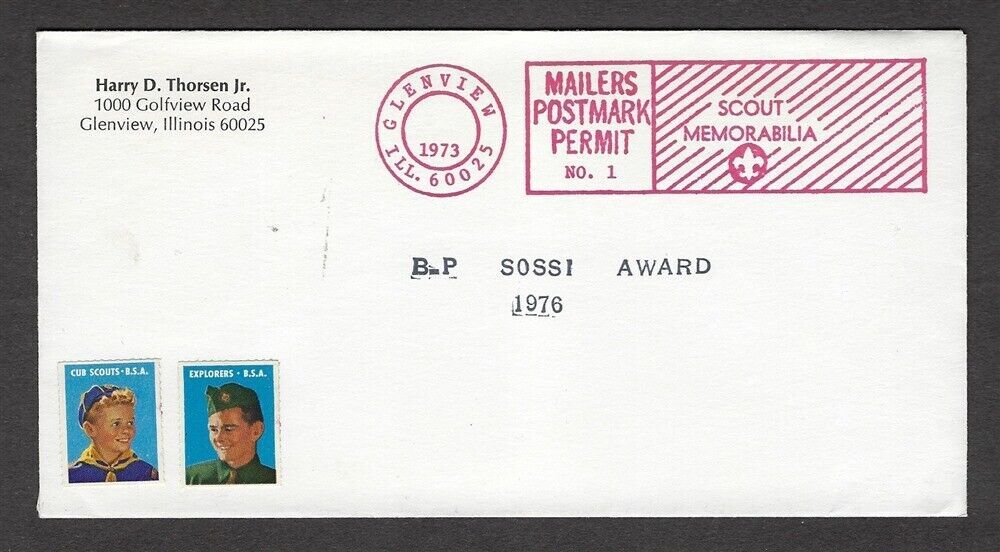 Harry D. Thorsen Jr.
1000 Golfview Road
Glenview, Illinois 60025
GLENVIEW
1973
ILL. 60025
MAILERS
POSTMARK
PERMIT
NO. 1
SCOUT
MEMORABILIA
B-P SOSSI AWARD
1976
CUB SCOUTS • B.S.A.
EXPLORERS • B.S.A.